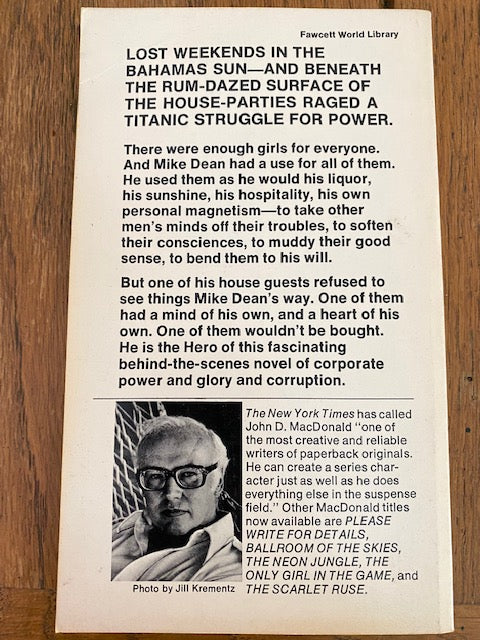 Fawcett World Library
LOST WEEKENDS IN THE
BAHAMAS SUN—AND BENEATH
THE RUM-DAZED SURFACE OF
THE HOUSE-PARTIES RAGED A
TITANIC STRUGGLE FOR POWER.
There were enough girls for everyone.
And Mike Dean had a use for all of them.
He used them as he would his liquor,
his sunshine, his hospitality, his own
personal magnetism—to take other
men's minds off their troubles, to soften
their consciences, to muddy their good
sense, to bend them to his will.
But one of his house guests refused to
see things Mike Dean's way. One of them
had a mind of his own, and a heart of his
own. One of them wouldn't be bought.
He is the Hero of this fascinating
behind-the-scenes novel of corporate
power and glory and corruption.
The New York Times has called
John D. MacDonald "one of
the most creative and reliable
writers of paperback originals.
He can create a series char-
acter just as well as he does
everything else in the suspense
field." Other MacDonald titles
now available are PLEASE
WRITE FOR DETAILS,
BALLROOM OF THE SKIES,
THE NEON JUNGLE, THE
ONLY GIRL IN THE GAME, and
THE SCARLET RUSE.
Photo by Jill Krementz